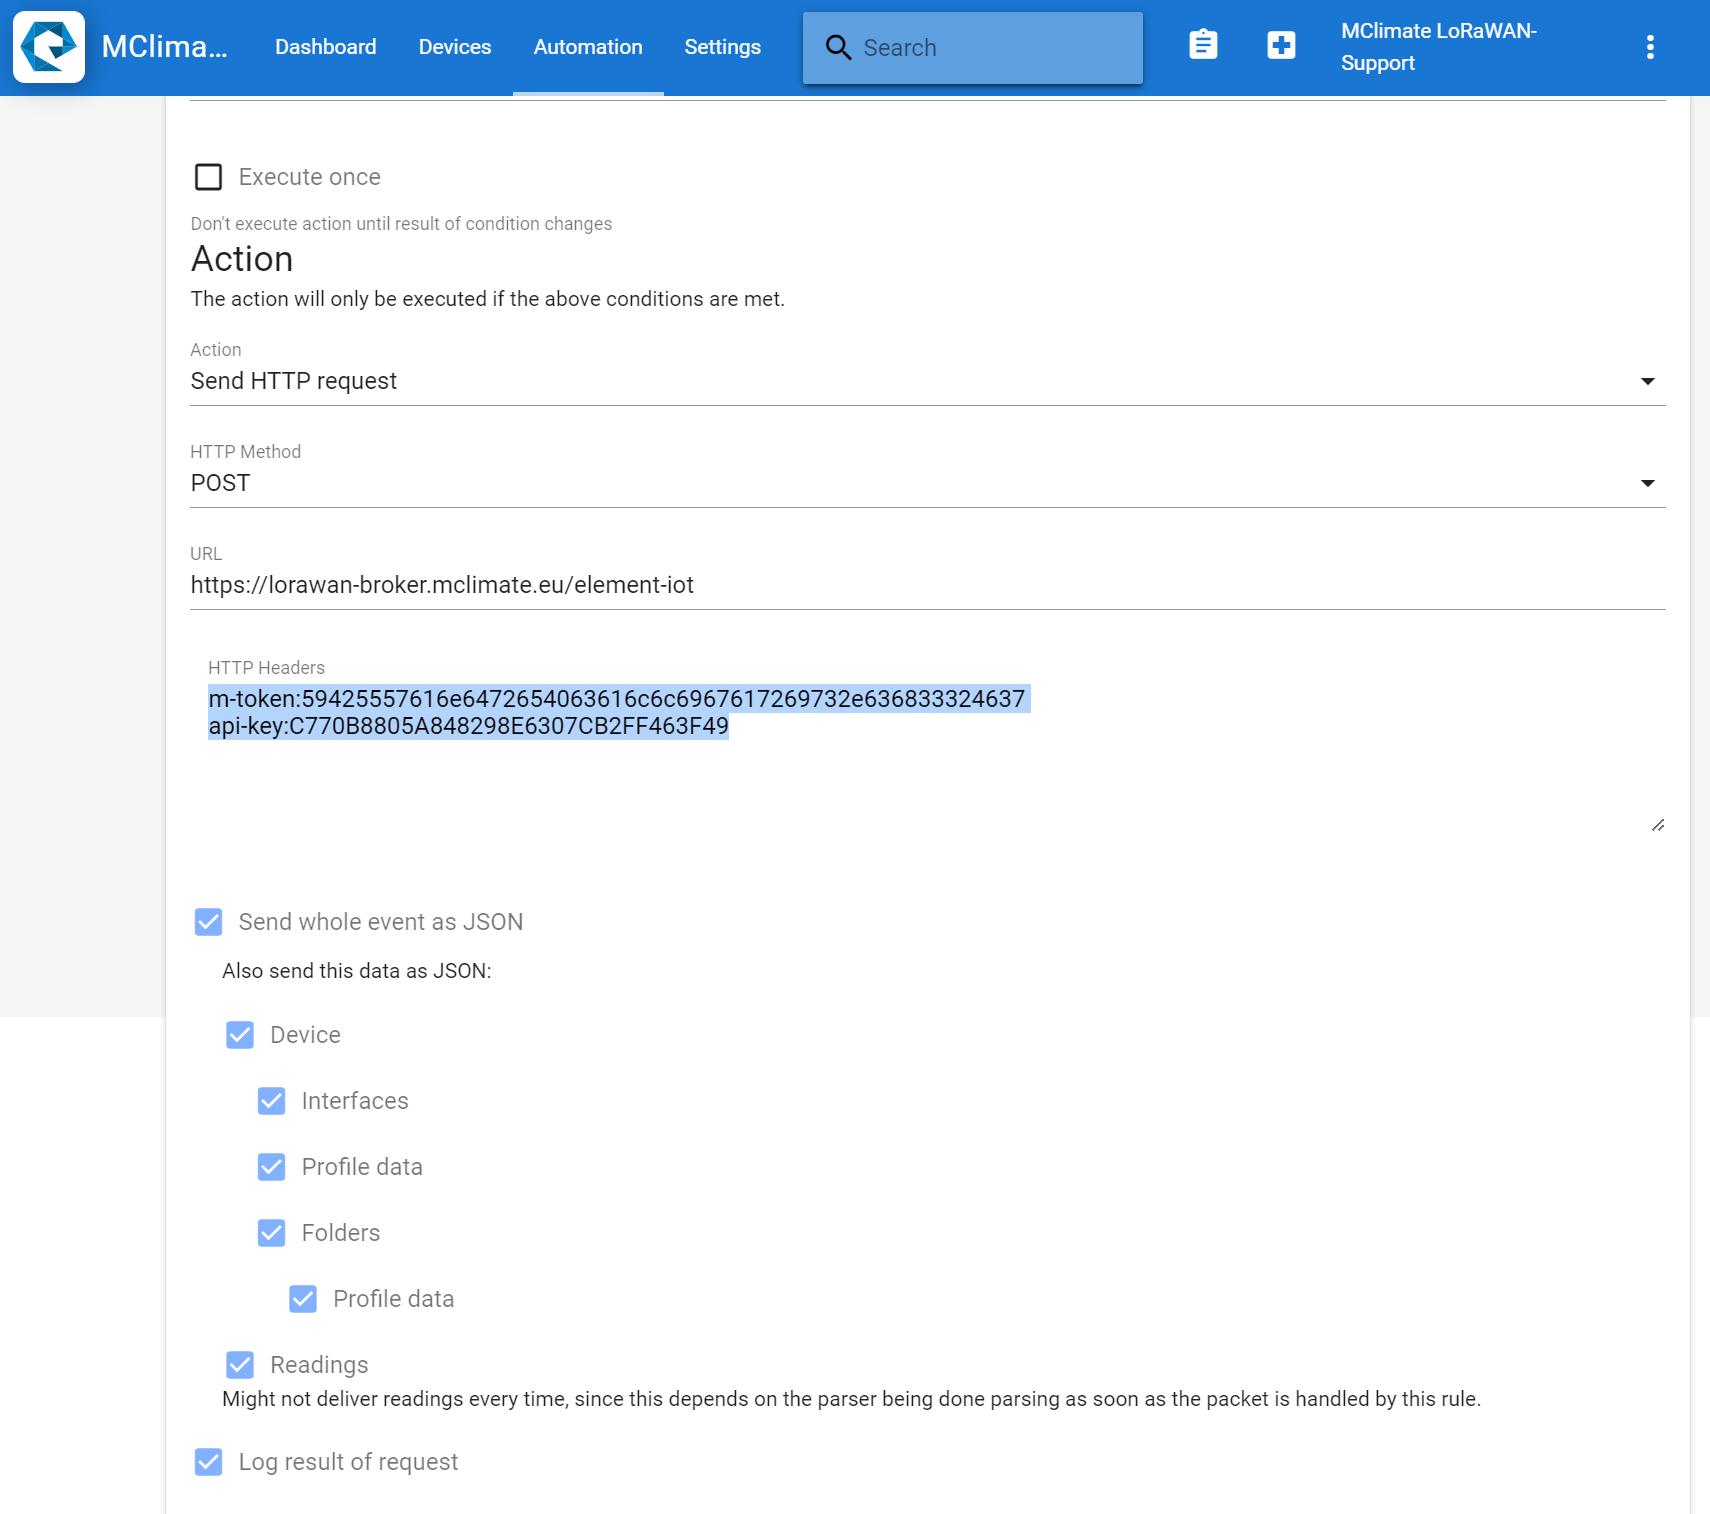 MClima...
Dashboard
Devices
Automation
Settings
Search
MClimate LoRaWAN-
Support
Execute once
Don't execute action until result of condition changes
Action
The action will only be executed if the above conditions are met.
Action
Send HTTP request
HTTP Method
POST
URL
https://lorawan-broker.mclimate.eu/element-iot
HTTP Headers
m-token:59425557616e6472654063616c6c6967617269732e636833324637
api-key:C770B8805A848298E6307CB2FF463F49
Send whole event as JSON
Also send this data as JSON:
Device
Interfaces
Profile data
Folders
Profile data
Readings
Might not deliver readings every time, since this depends on the parser being done parsing as soon as the packet is handled by this rule.
Log result of request